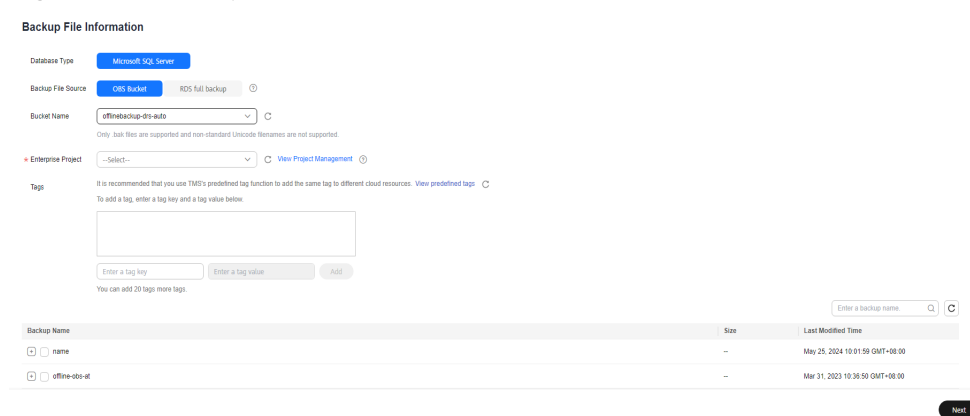 Backup File Information
Database Type Microsoft SQL Server
Backup File Source OBS Bucket RDS full backup
Bucket Name offlinebackup-drs-auto
Only .bak files are supported and non-standard Unicode filenames are not supported.
* Enterprise Project --Select-- View Project Management
Tags It is recommended that you use TMS's predefined tag function to add the same tag to different cloud resources. View predefined tags
To add a tag, enter a tag key and a tag value below.
Enter a tag key Enter a tag value Add
You can add 20 tags more tags.
Enter a backup name
Backup Name Size Last Modified Time
name -- May 25, 2024 10:01:59 GMT+08:00
offline-obs-at -- Mar 31, 2023 10:36:50 GMT+08:00
Next